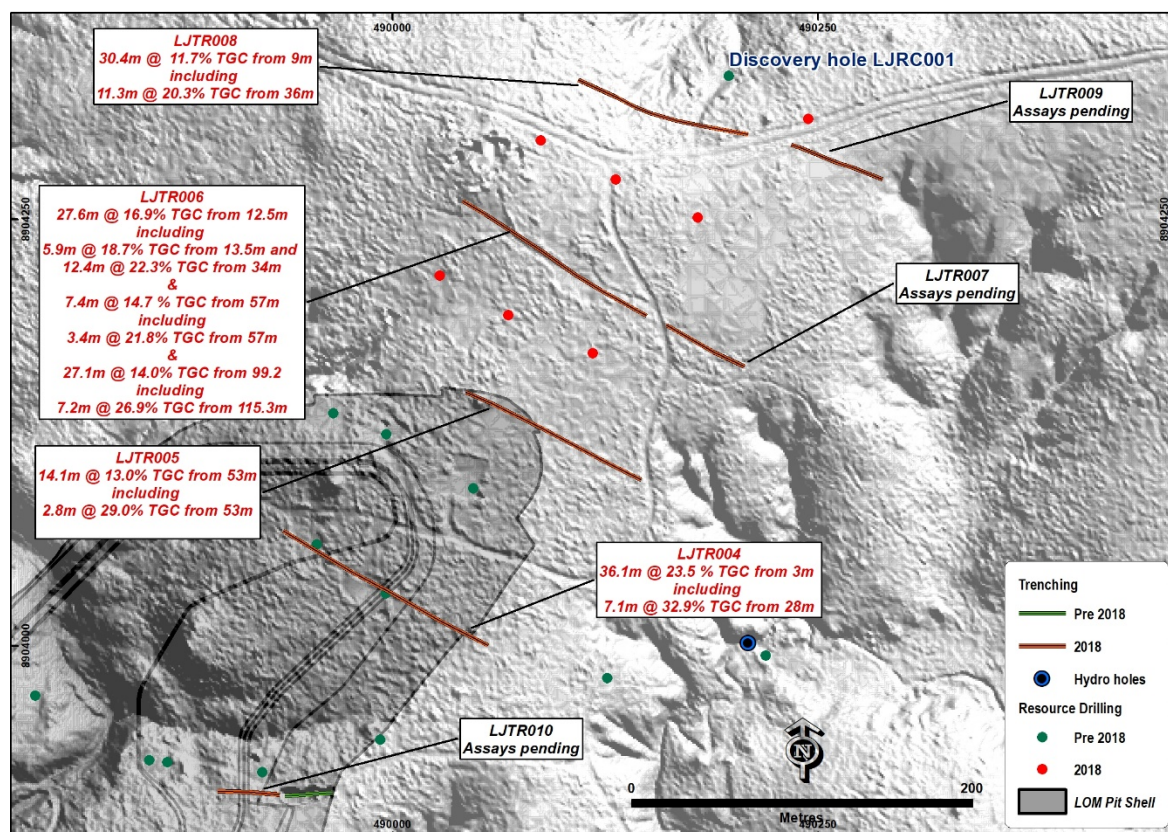 490000
490250
LJTR008
30.4m @ 11.7% TGC from 9m
including
11.3m @ 20.3% TGC from 36m
Discovery hole LJRC001
LJTR009
Assays pending
8904250
8904250
LJTR006
27.6m @ 16.9% TGC from 12.5m
including
5.9m @ 18.7% TGC from 13.5m and
12.4m @ 22.3% TGC from 34m
&
7.4m @ 14.7 % TGC from 57m
including
3.4m @ 21.8% TGC from 57m
&
27.1m @ 14.0% TGC from 99.2
including
7.2m @ 26.9% TGC from 115.3m
LJTR007
Assays pending
LJTR005
14.1m @ 13.0% TGC from 53m
including
2.8m @ 29.0% TGC from 53m
LJTR004
36.1m @ 23.5 % TGC from 3m
including
7.1m @ 32.9% TGC from 28m
8904000
LJTR010
Assays pending
N
0
200
Metres
490000
490250
Trenching
Pre 2018
2018
Hydro holes
Resource Drilling
Pre 2018
2018
LOM Pit Shell